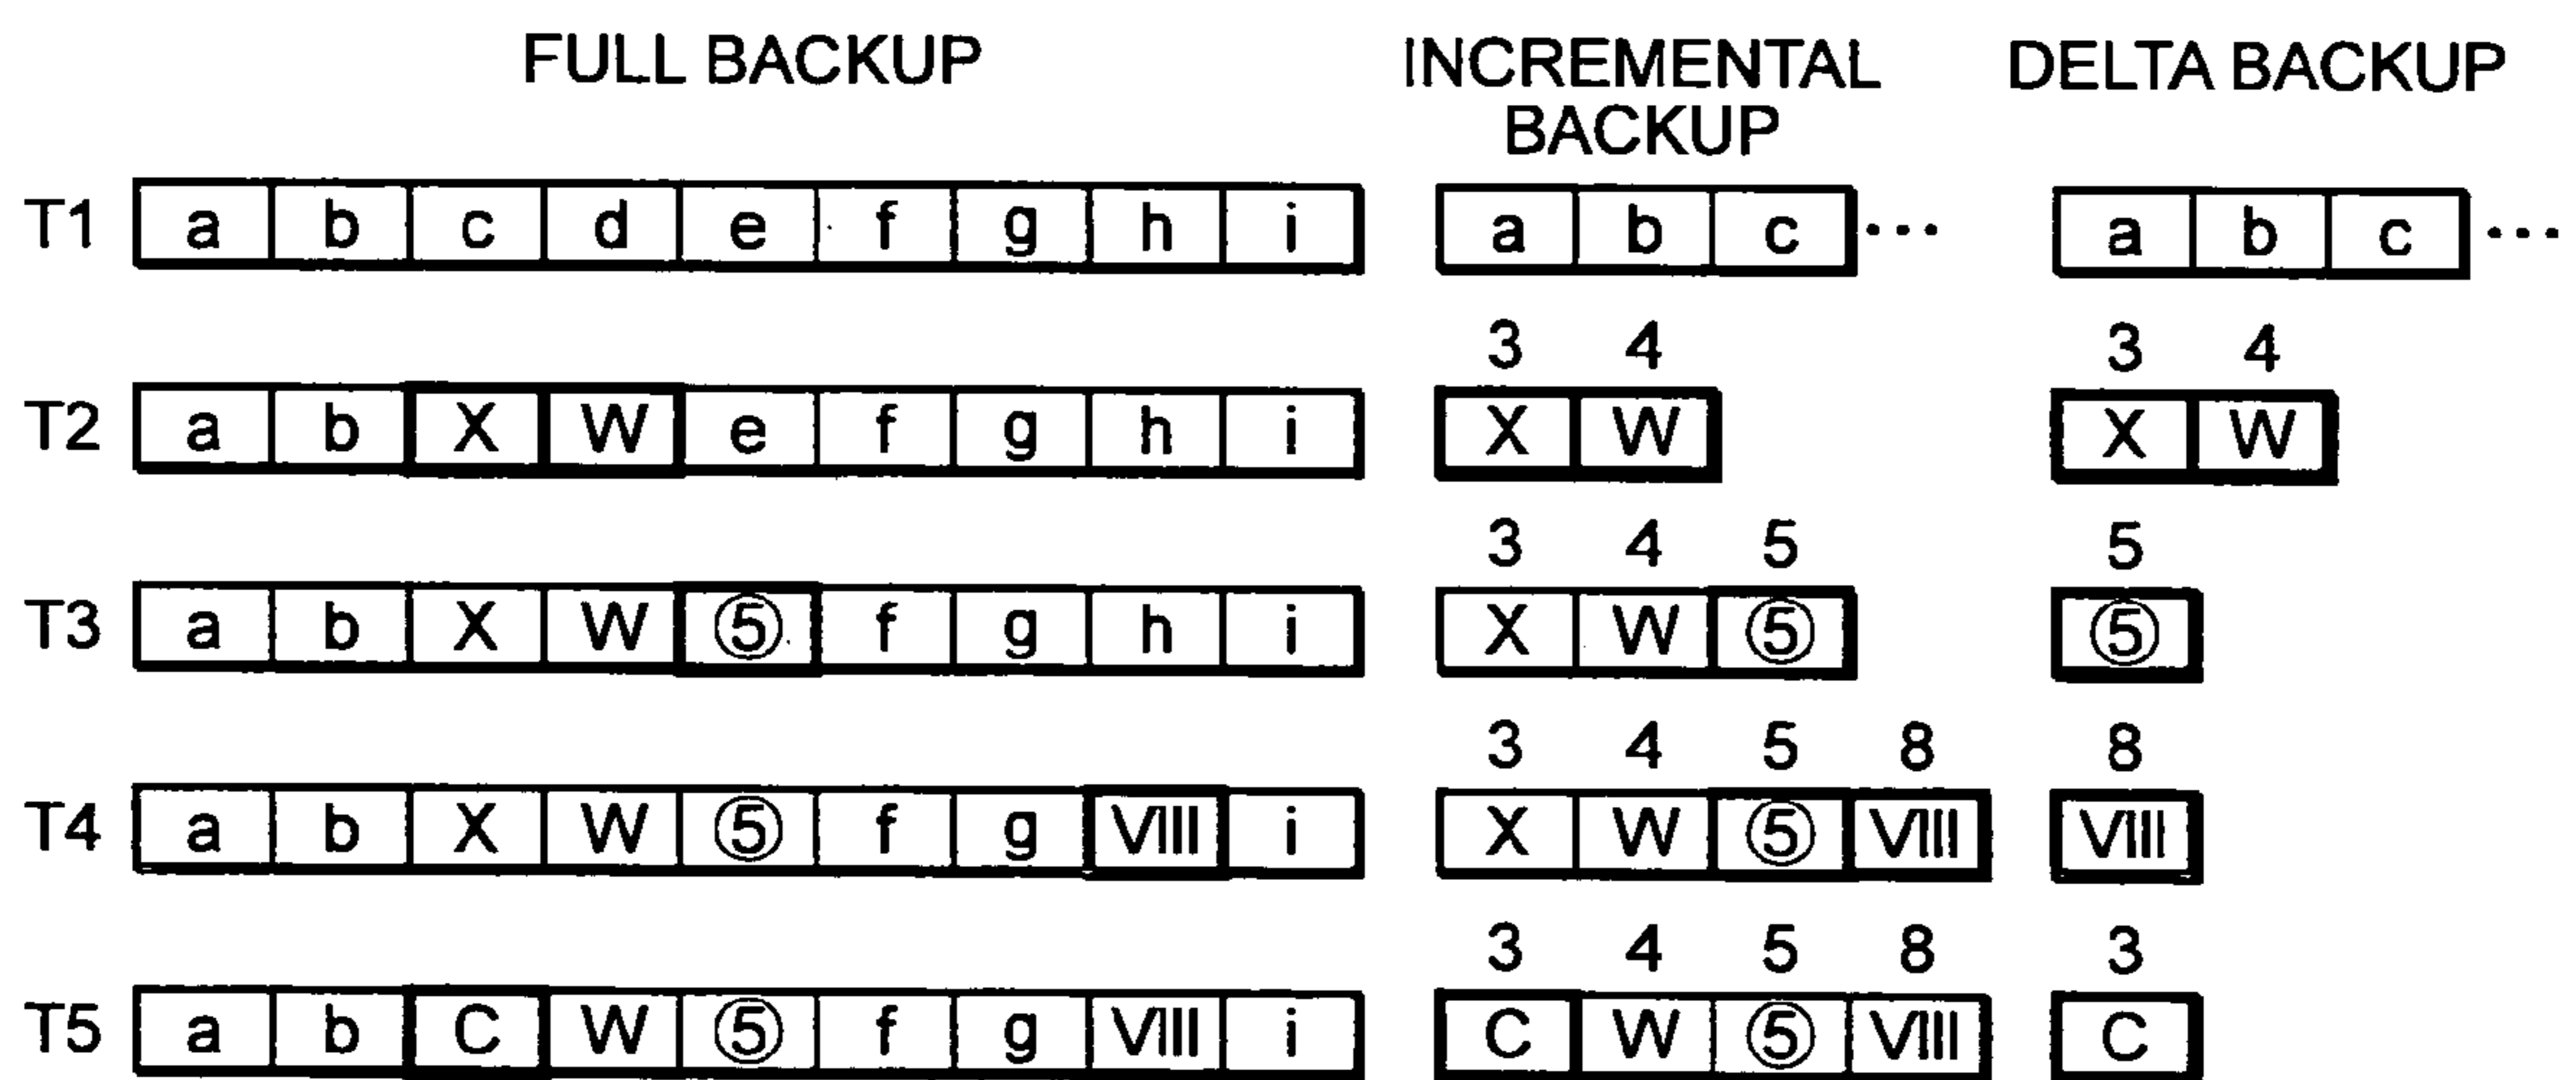 FULL BACKUP INCREMENTAL BACKUP DELTA BACKUP
T1 a b c d e f g h i a b c ... a b c ...
3 4 3 4
T2 a b X W e f g h i X W X W
3 4 5 5
T3 a b X W ⑤ f g h i X W ⑤ ⑤
3 4 5 8 8
T4 a b X W ⑤ f g VIII i X W ⑤ VIII VIII
3 4 5 8 3
T5 a b C W ⑤ f g VIII i C W ⑤ VIII C